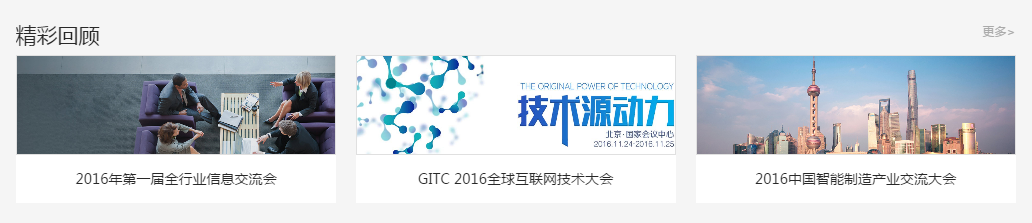 精彩回顾
更多>
THE ORIGINAL POWER OF TECHNOLOGY
技术源动力
北京·国家会议中心
2016.11.24-2016.11.25
2016年第一届全行业信息交流会
GITC 2016全球互联网技术大会
2016中国智能制造产业交流大会